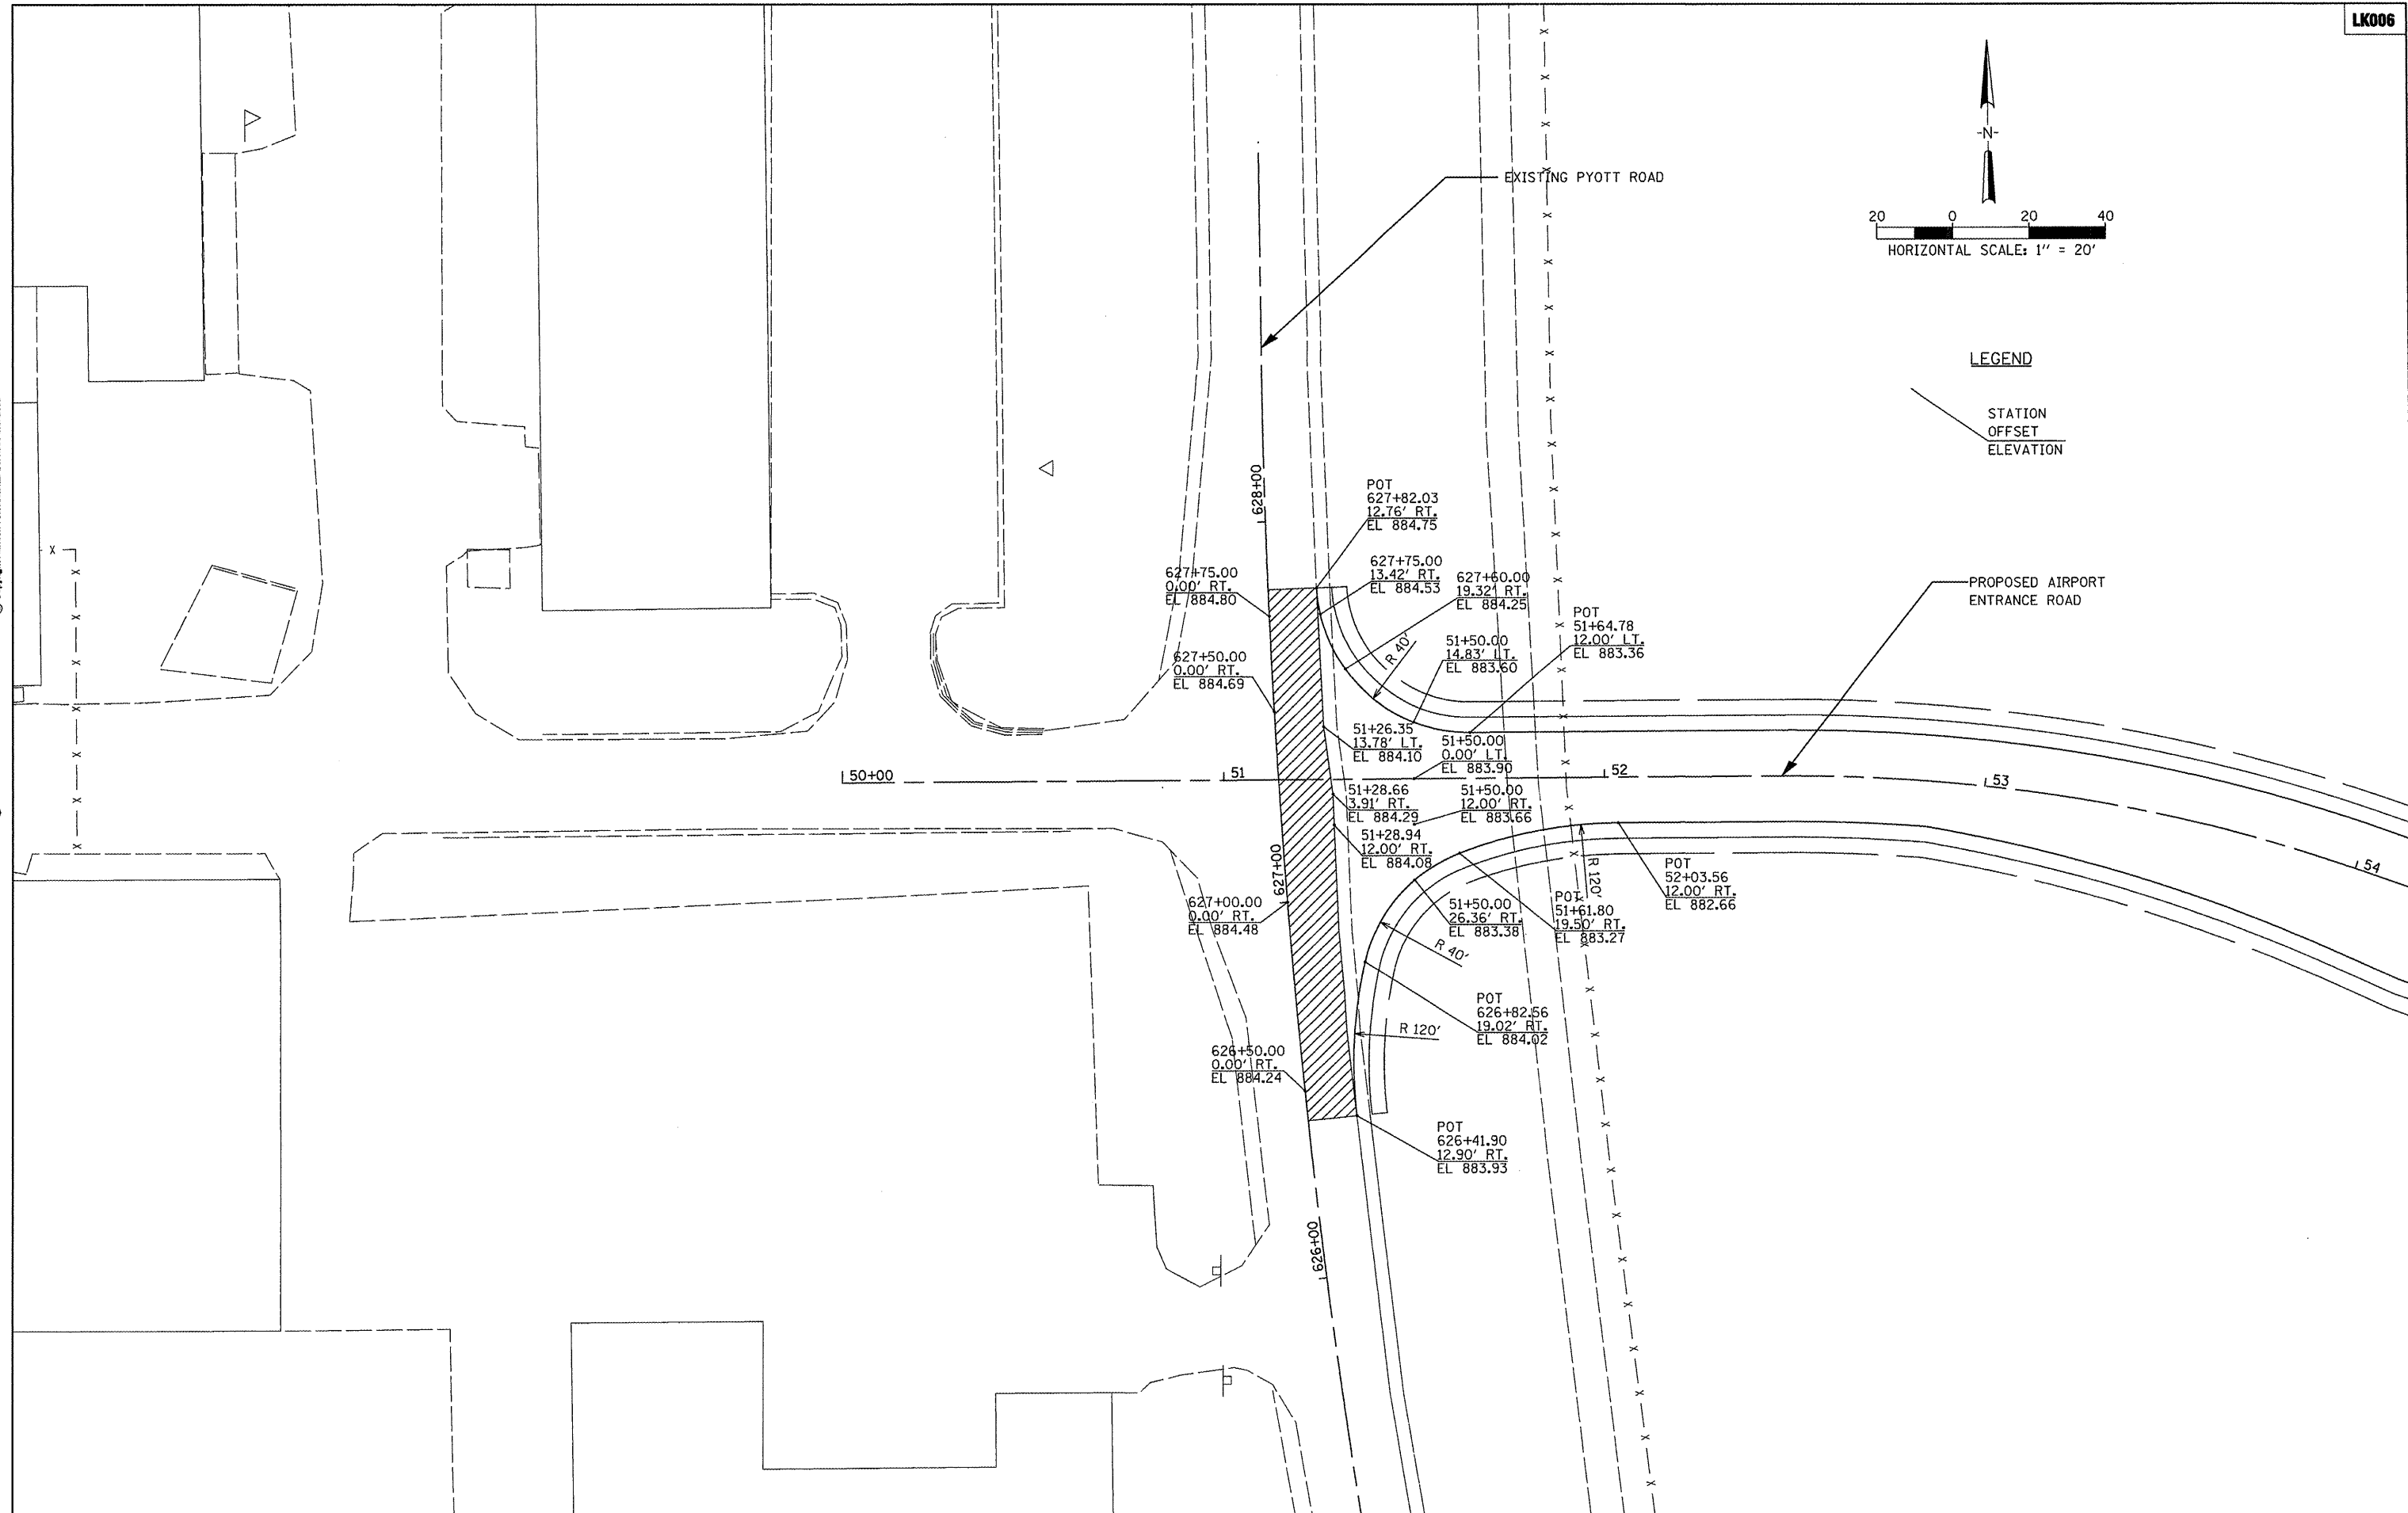 LK006
-N-
20 0 20 40
HORIZONTAL SCALE: 1" = 20'
EXISTING PYOTT ROAD
LEGEND
STATION
OFFSET
ELEVATION
628+00
POT
627+82.03
12.76' RT.
EL 884.75
627+75.00
0.00' RT.
EL 884.80
627+75.00
13.42' RT.
EL 884.53
627+60.00
19.32' RT.
EL 884.25
PROPOSED AIRPORT
ENTRANCE ROAD
POT
51+64.78
12.00' LT.
EL 883.36
R 40'
51+50.00
14.83' LT.
EL 883.60
627+50.00
0.00' RT.
EL 884.69
51+26.35
13.78' LT.
EL 884.10
51+50.00
0.00' LT.
EL 883.90
50+00
51
52
53
54
51+28.66
3.91' RT.
EL 884.29
51+50.00
12.00' RT.
EL 883.66
51+28.94
12.00' RT.
EL 884.08
627+00
R 120'
POT
52+03.56
12.00' RT.
EL 882.66
627+00.00
0.00' RT.
EL 884.48
51+50.00
26.36' RT.
EL 883.38
POT
51+61.80
19.50' RT.
EL 883.27
R 40'
POT
626+82.56
19.02' RT.
EL 884.02
R 120'
626+50.00
0.00' RT.
EL 884.24
POT
626+41.90
12.90' RT.
EL 883.93
626+00